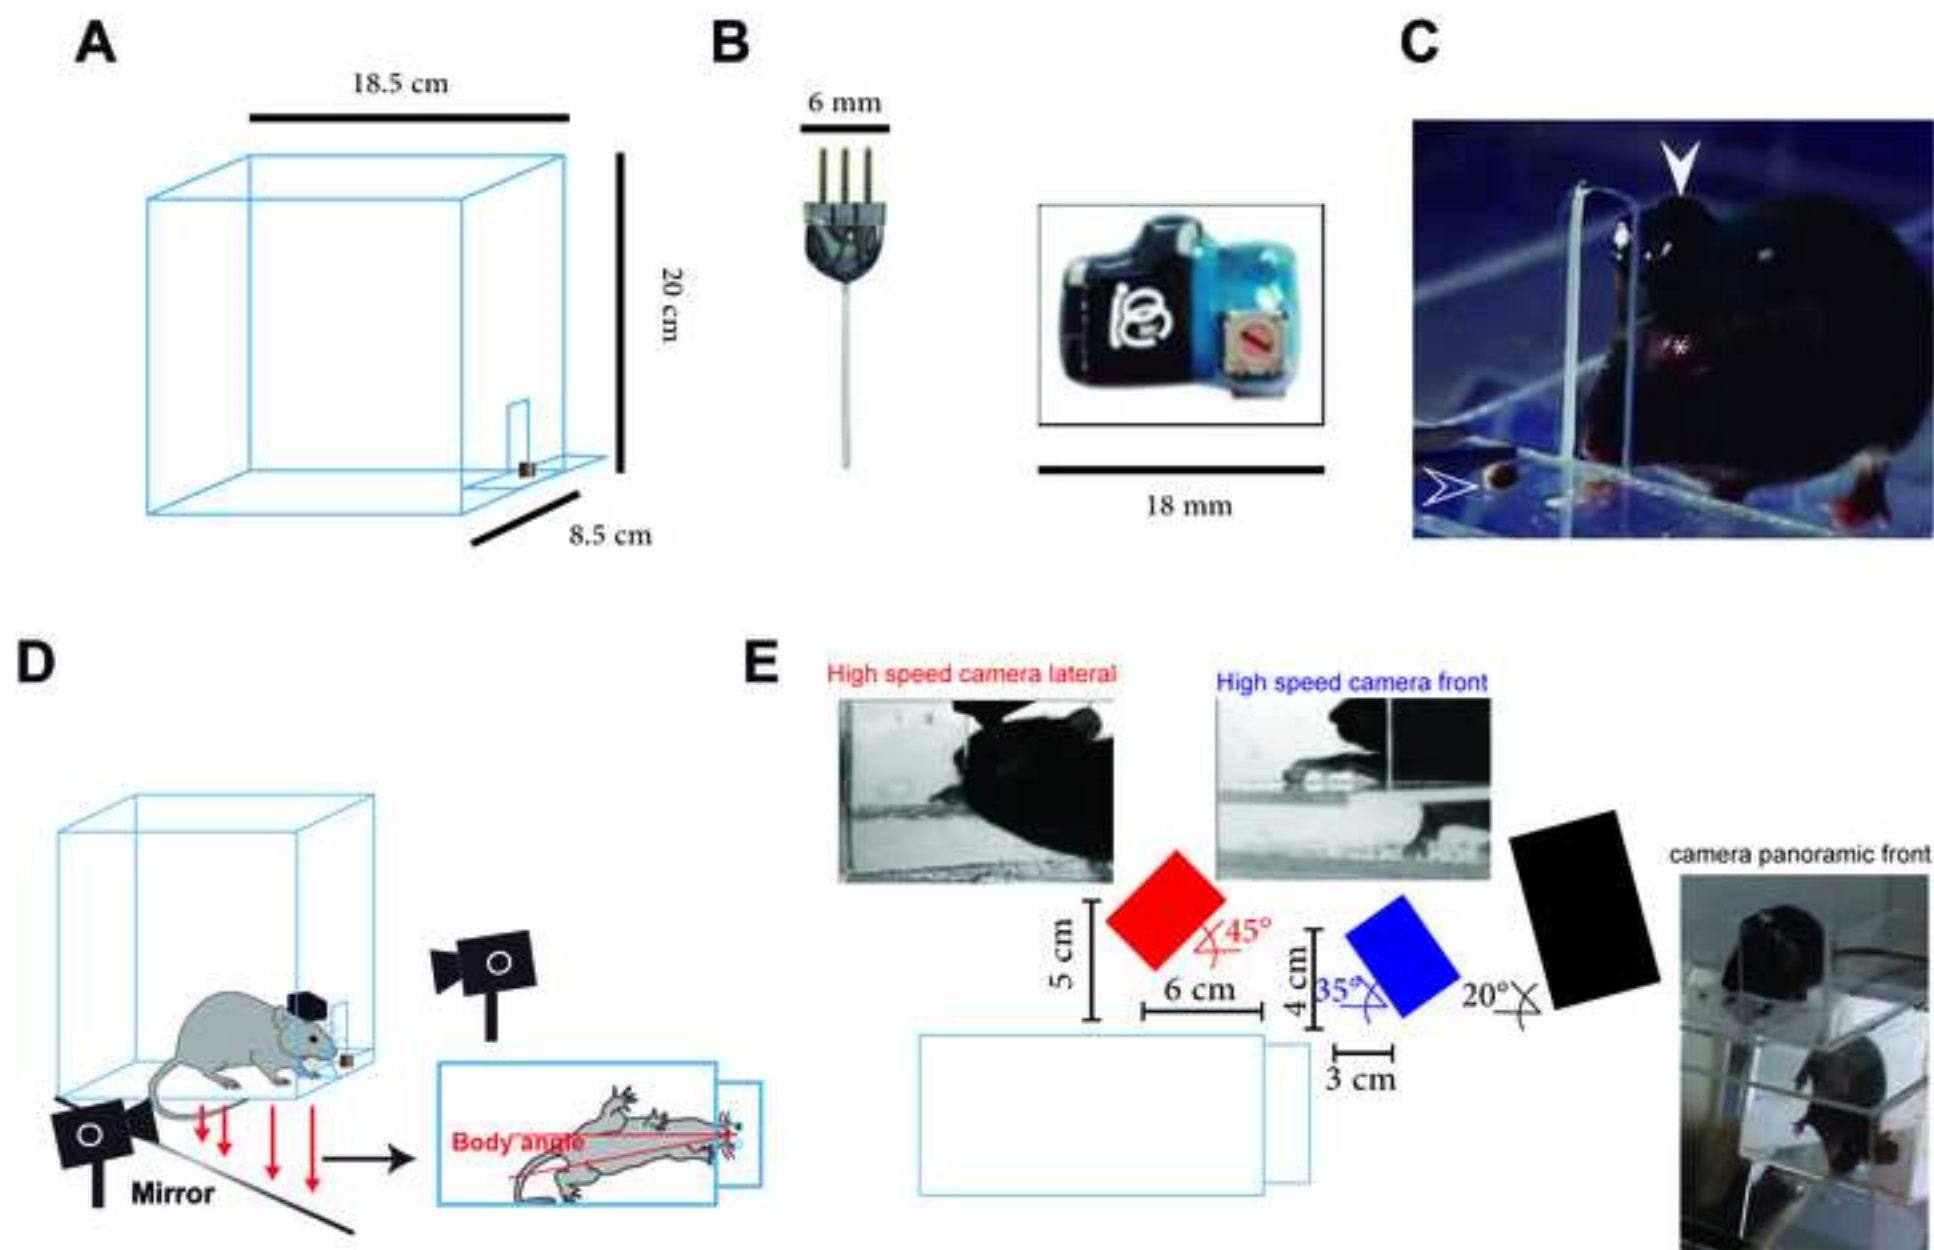 A
18.5 cm
20 cm
8.5 cm
B
6 mm
18 mm
C
*
D
Body angle
Mirror
E
High speed camera lateral
High speed camera front
camera panoramic front
5 cm
45°
6 cm
4 cm
35°
20°
3 cm